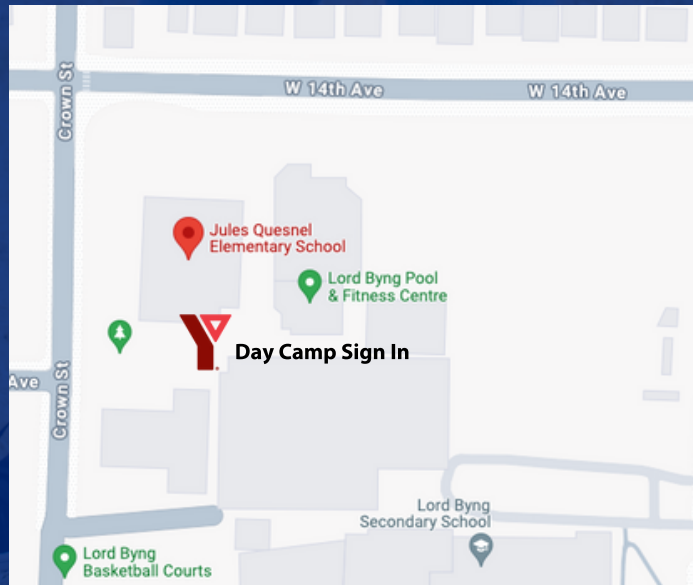 Crown St
W 14th Ave
W 14th Ave
Jules Quesnel
Elementary School
Lord Byng Pool
& Fitness Centre
Y
Day Camp Sign In
Ave
Crown St
Lord Byng
Secondary School
Lord Byng
Basketball Courts